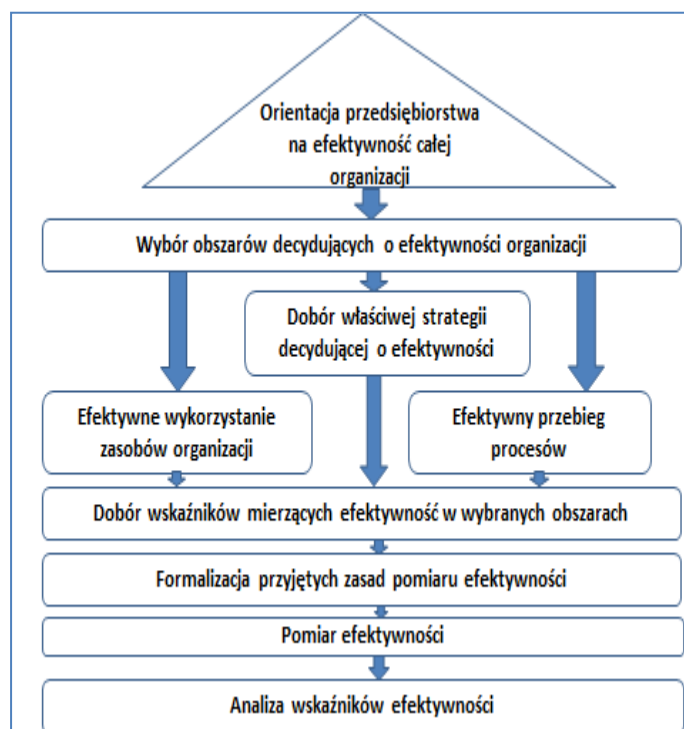 Orientacja przedsiębiorstwa
na efektywność całej
organizacji
Wybór obszarów decydujących o efektywności organizacji
Dobór właściwej strategii
decydującej o efektywności
Efektywne wykorzystanie
zasobów organizacji
Efektywny przebieg
procesów
Dobór wskaźników mierzących efektywność w wybranych obszarach
Formalizacja przyjętych zasad pomiaru efektywności
Pomiar efektywności
Analiza wskaźników efektywności